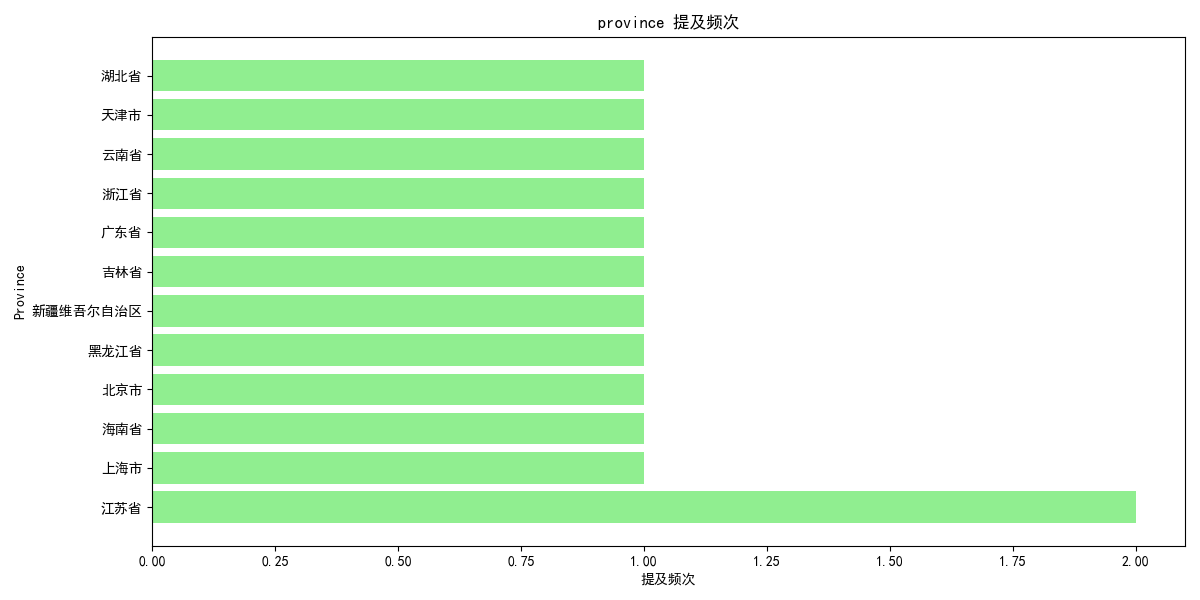 province 提及频次
湖北省
天津市
云南省
浙江省
广东省
吉林省
新疆维吾尔自治区
黑龙江省
北京市
海南省
上海市
江苏省
Province
0.00 0.25 0.50 0.75 1.00 1.25 1.50 1.75 2.00
提及频次